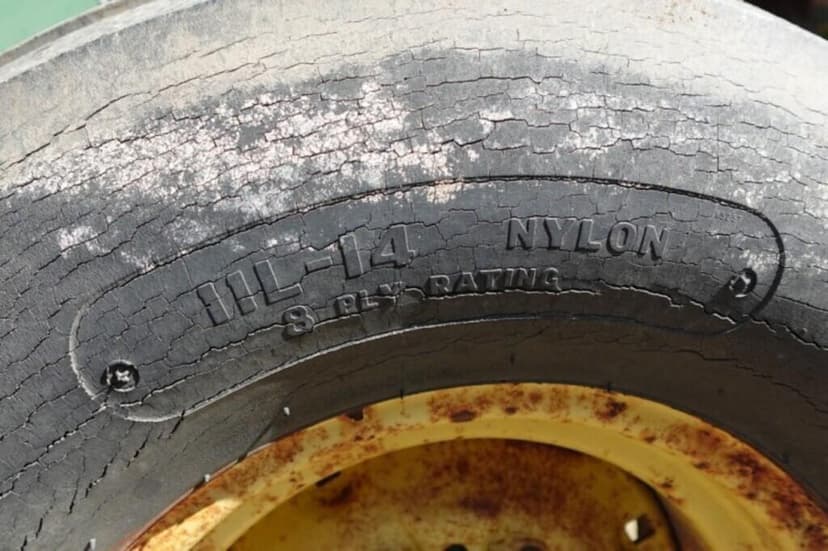 11L-14 NYLON
8 PLY RATING